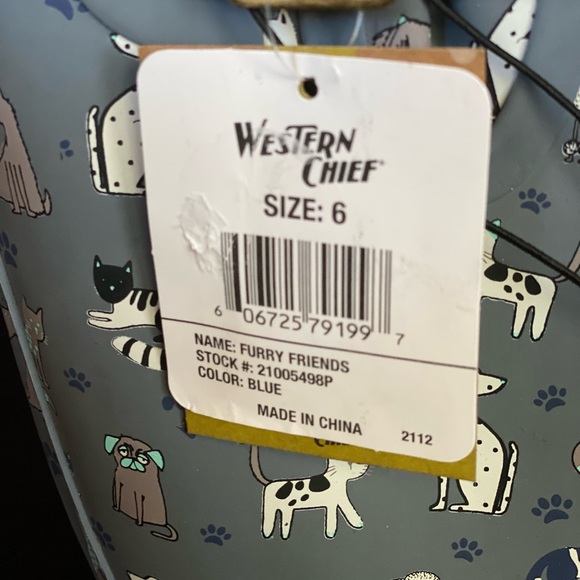 WESTERN
CHIEF®
SIZE: 6
6 06725 79199 7
NAME: FURRY FRIENDS
STOCK #: 21005498P
COLOR: BLUE
MADE IN CHINA
2112